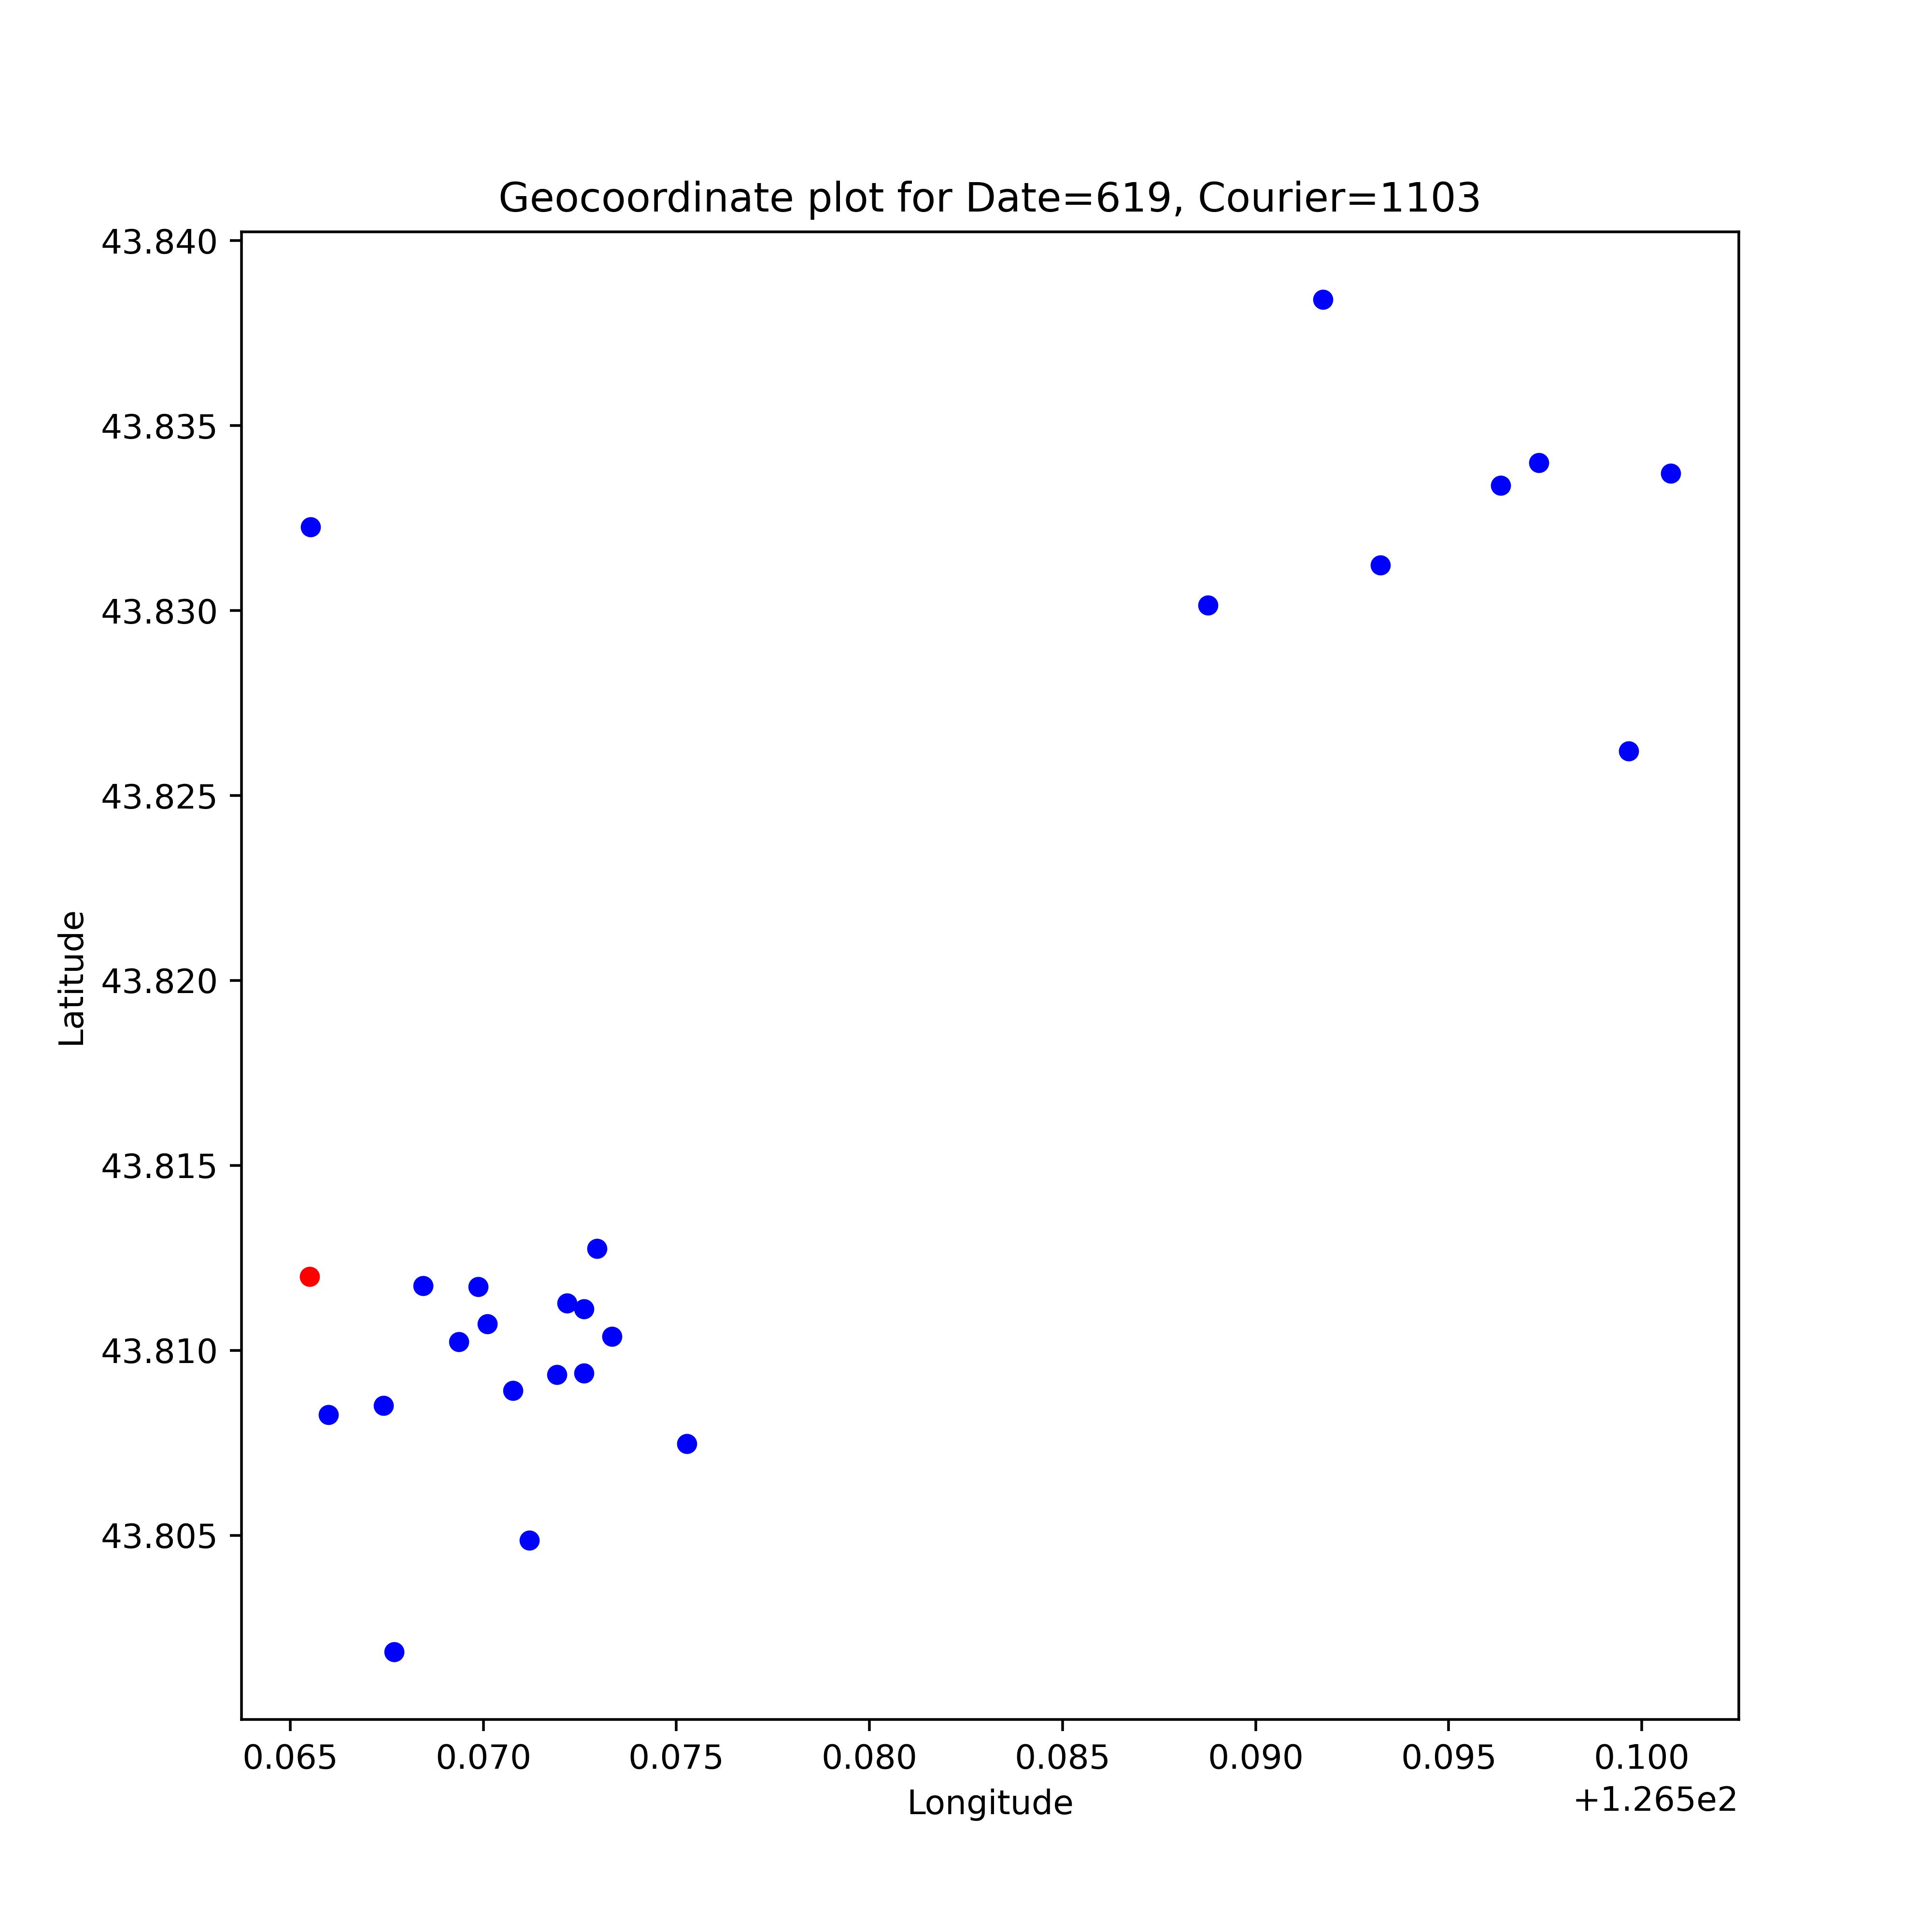 Geocoordinate plot for Date=619, Courier=1103
43.840
43.835
43.830
43.825
43.820
43.815
43.810
43.805
Latitude
0.065 0.070 0.075 0.080 0.085 0.090 0.095 0.100
+1.265e2
Longitude